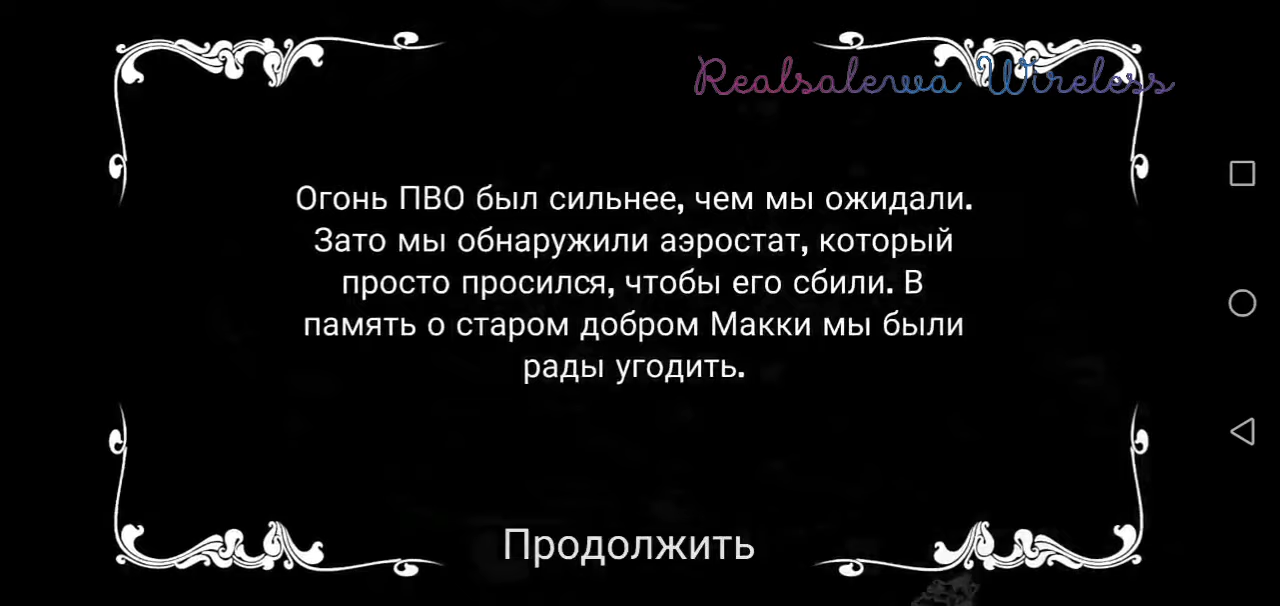 Realsalewa Wireless
Огонь ПВО был сильнее, чем мы ожидали.
Зато мы обнаружили аэростат, который
просто просился, чтобы его сбили. В
память о старом добром Макки мы были
рады угодить.
Продолжить